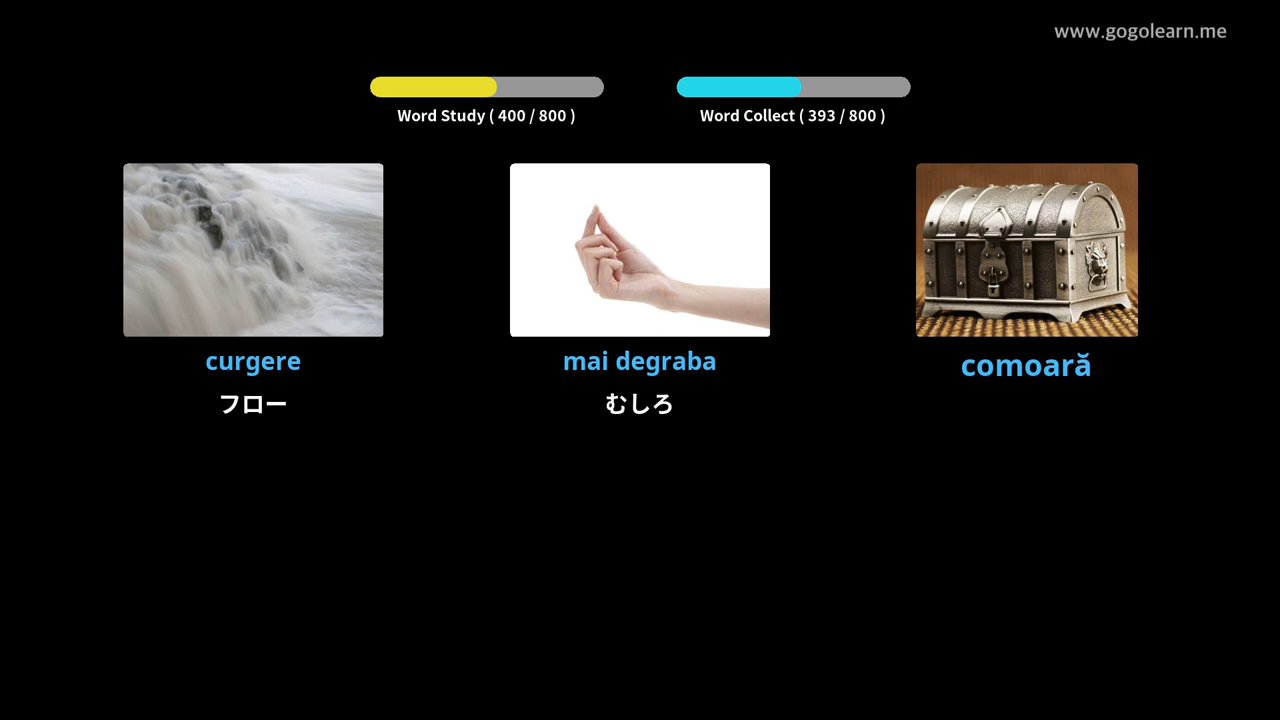 www.gogolearn.me
Word Study ( 400 / 800 )
Word Collect ( 393 / 800 )
curgere
フロー
mai degraba
むしろ
comoară